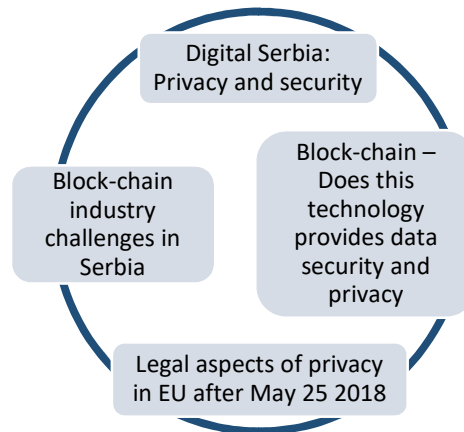 Digital Serbia:
Privacy and security
Block-chain –
Does this
technology
provides data
security and
privacy
Legal aspects of privacy
in EU after May 25 2018
Block-chain
industry
challenges in
Serbia